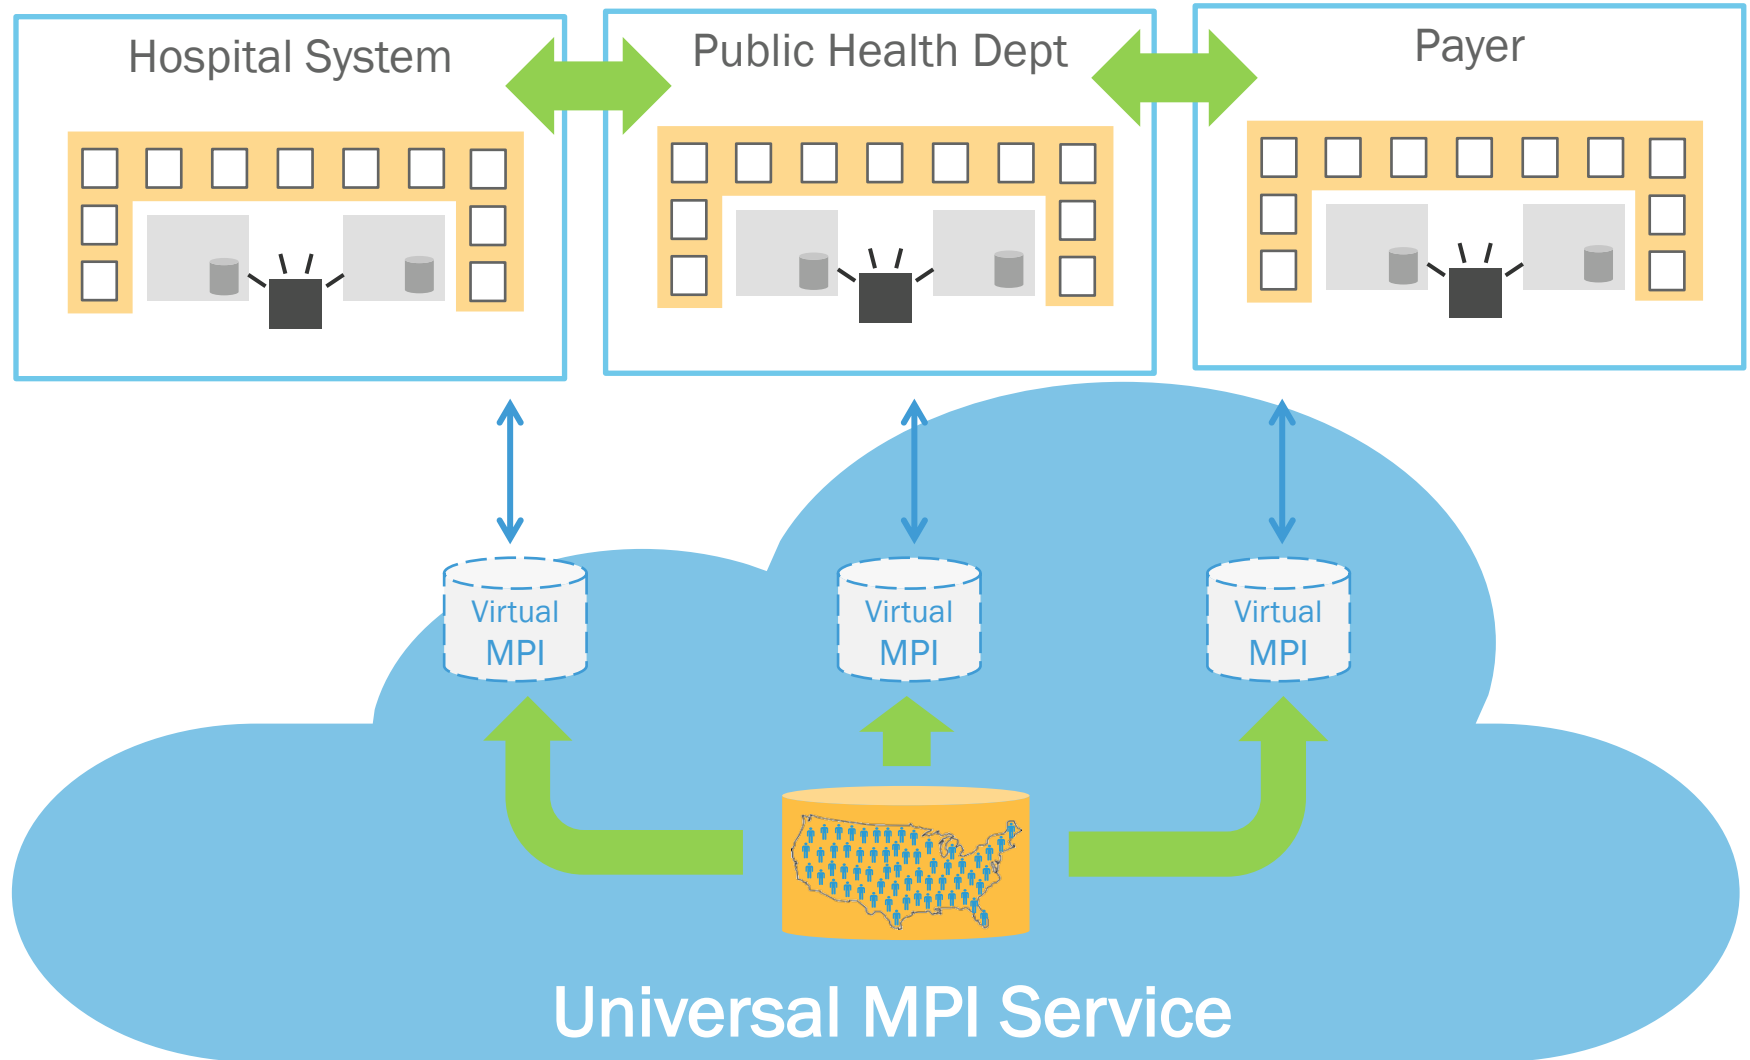 Hospital System
Public Health Dept
Payer
Virtual
MPI
Virtual
MPI
Virtual
MPI
Universal MPI Service